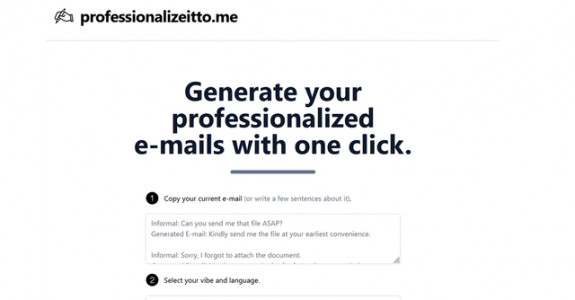 professionalizeitto.me
Generate your
professionalized
e-mails with one click.
1 Copy your current e-mail (or write a few sentences about it).
Informal: Can you send me that file ASAP?
Generated E-mail: Kindly send me the file at your earliest convenience.
Informal: Sorry, I forgot to attach the document.
2 Select your vibe and language.